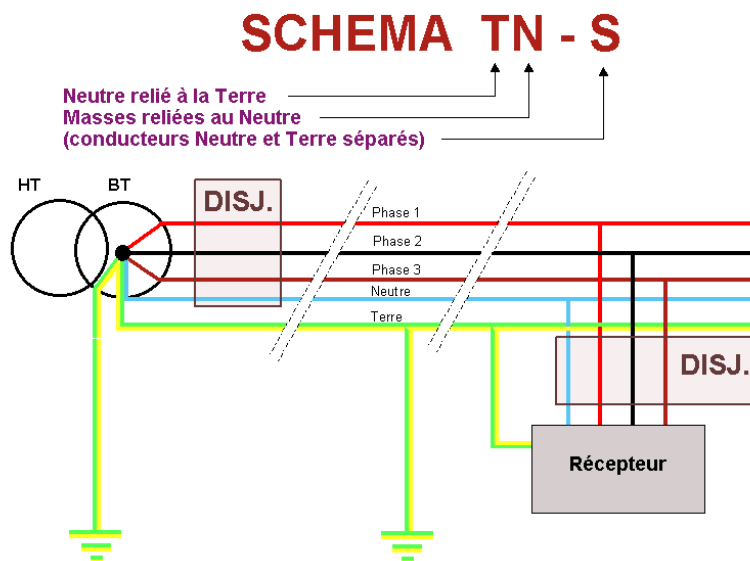 SCHEMA TN - S
Neutre relié à la Terre
Masses reliées au Neutre
(conducteurs Neutre et Terre séparés)
HT
BT
DISJ.
Phase 1
Phase 2
Phase 3
Neutre
Terre
DISJ.
Récepteur